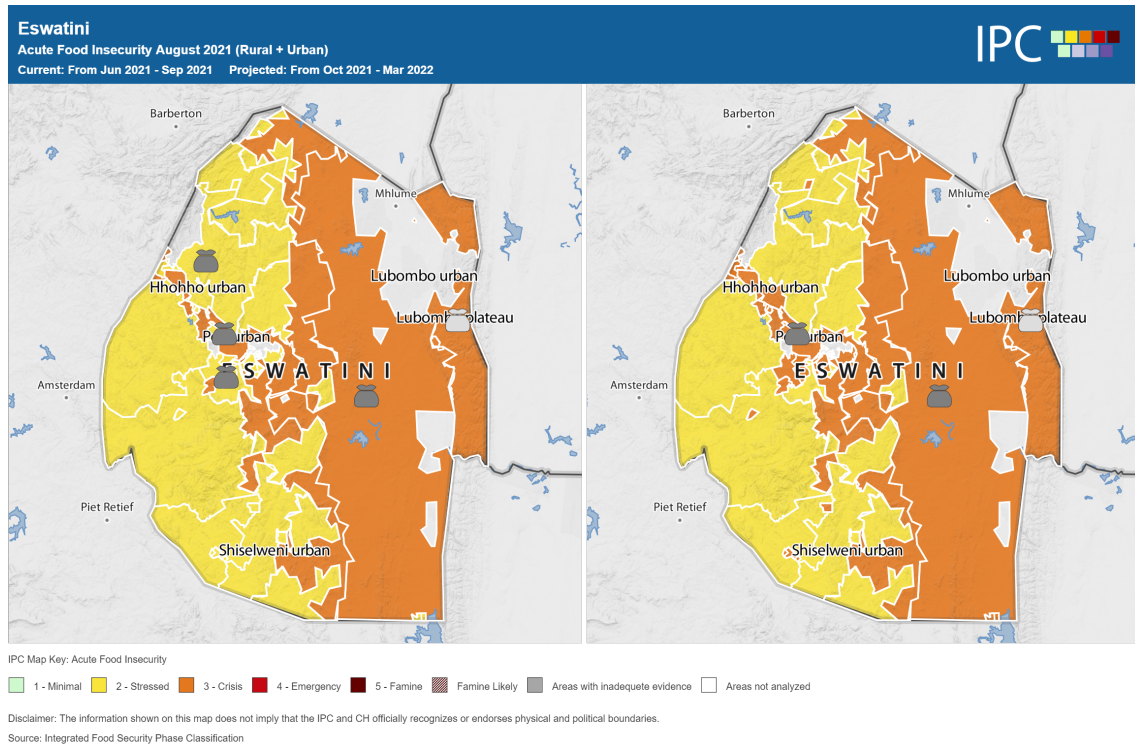 Eswatini
Acute Food Insecurity August 2021 (Rural + Urban)
Current: From Jun 2021 - Sep 2021 Projected: From Oct 2021 - Mar 2022
IPC
Barberton
Mhlume
Lubombo urban
Hhohho urban
Lubombo plateau
urban
ESWATINI
Amsterdam
Piet Retief
Shiselweni urban
Barberton
Mhlume
Lubombo urban
Hhohho urban
Lubombo plateau
urban
ESWATINI
Amsterdam
Piet Retief
Shiselweni urban
IPC Map Key: Acute Food Insecurity
1 - Minimal 2 - Stressed 3 - Crisis 4 - Emergency 5 - Famine Famine Likely Areas with inadequete evidence Areas not analyzed
Disclaimer: The information shown on this map does not imply that the IPC and CH officially recognizes or endorses physical and political boundaries.
Source: Integrated Food Security Phase Classification